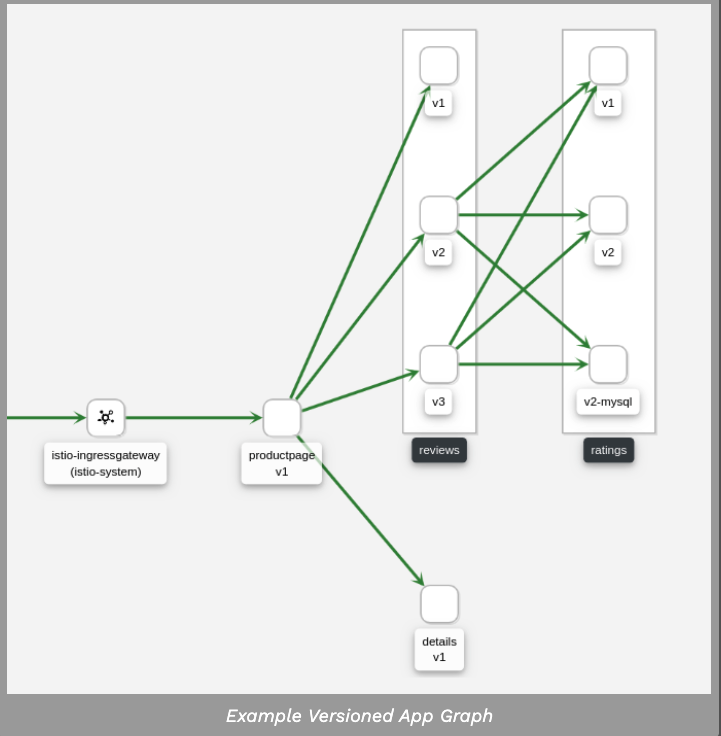 v1
v1
v2
v2
v3
v2-mysql
reviews
ratings
istio-ingressgateway
(istio-system)
productpage
v1
details
v1
Example Versioned App Graph